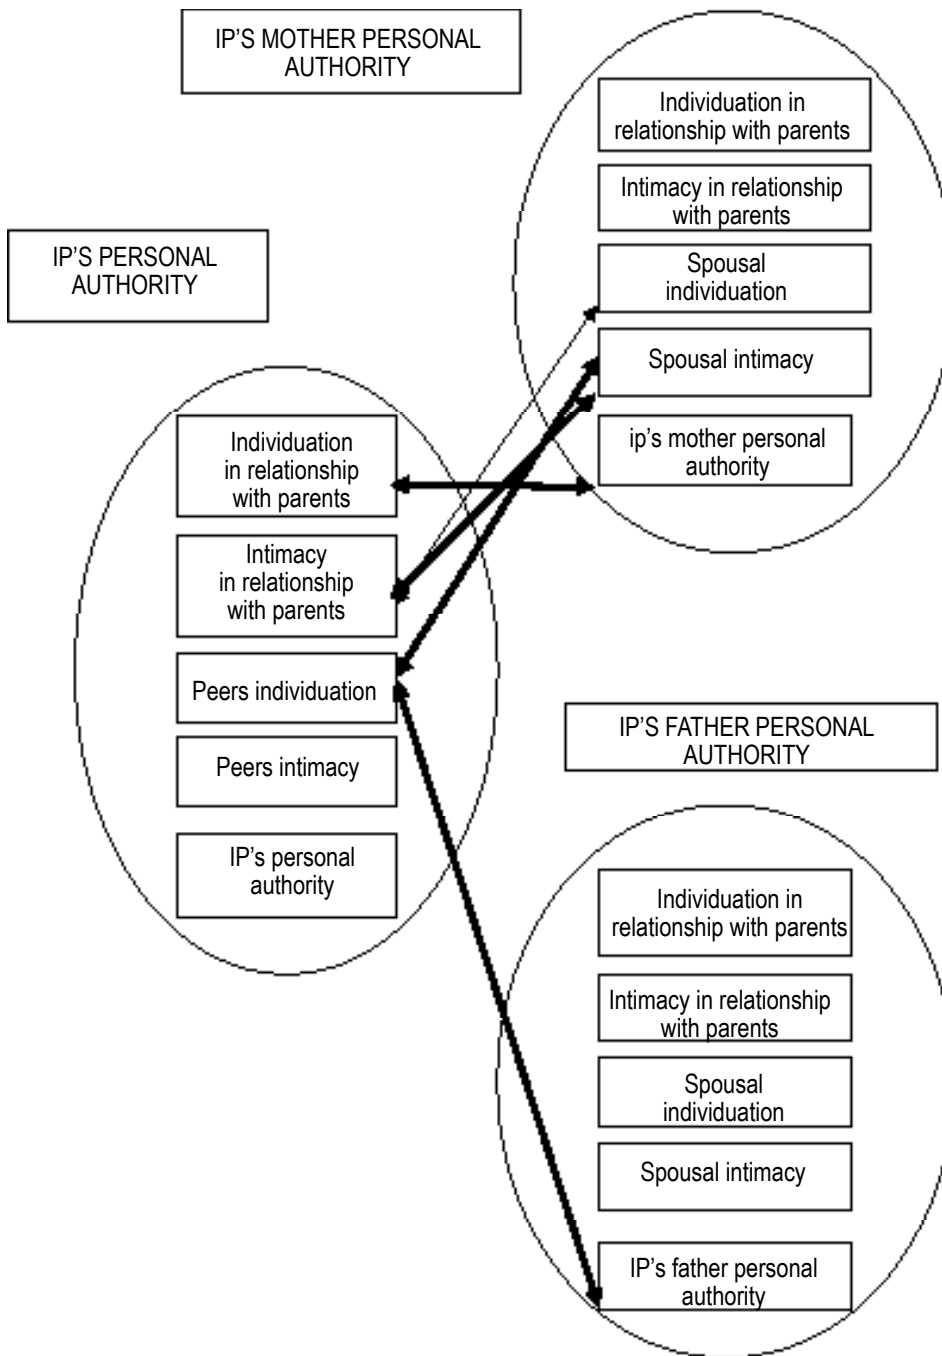 IP'S MOTHER PERSONAL
AUTHORITY
Individuation in
relationship with parents
Intimacy in relationship
with parents
Spousal
individuation
Spousal intimacy
ip's mother personal
authority
IP'S PERSONAL
AUTHORITY
Individuation
in relationship
with parents
Intimacy
in relationship
with parents
Peers individuation
Peers intimacy
IP's personal
authority
IP'S FATHER PERSONAL
AUTHORITY
Individuation in
relationship with parents
Intimacy in relationship
with parents
Spousal
individuation
Spousal intimacy
IP's father personal
authority